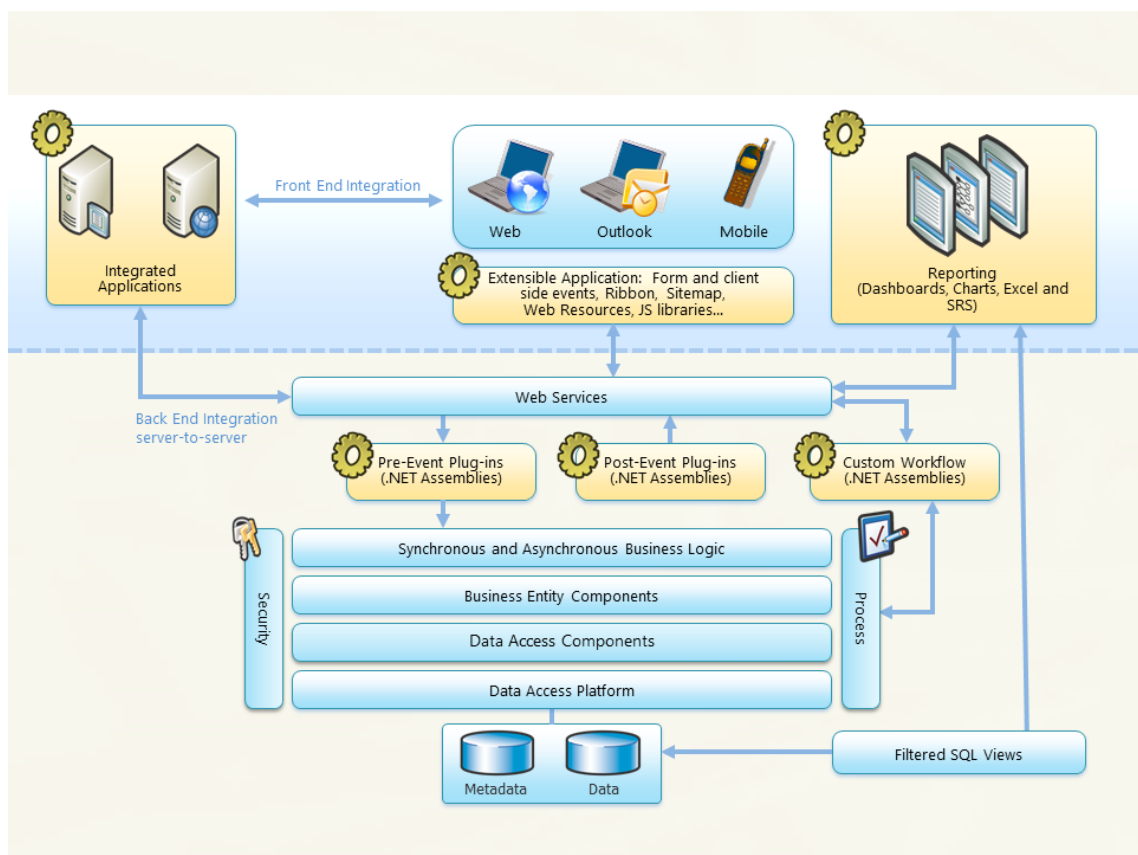 Front End Integration
Web
Outlook
Mobile
Integrated
Applications
Extensible Application: Form and client
side events, Ribbon, Sitemap,
Web Resources, JS libraries...
Reporting
(Dashboards, Charts, Excel and
SRS)
Web Services
Back End Integration
server-to-server
Pre-Event Plug-ins
(.NET Assemblies)
Post-Event Plug-ins
(.NET Assemblies)
Custom Workflow
(.NET Assemblies)
Security
Synchronous and Asynchronous Business Logic
Business Entity Components
Data Access Components
Data Access Platform
Process
Metadata
Data
Filtered SQL Views